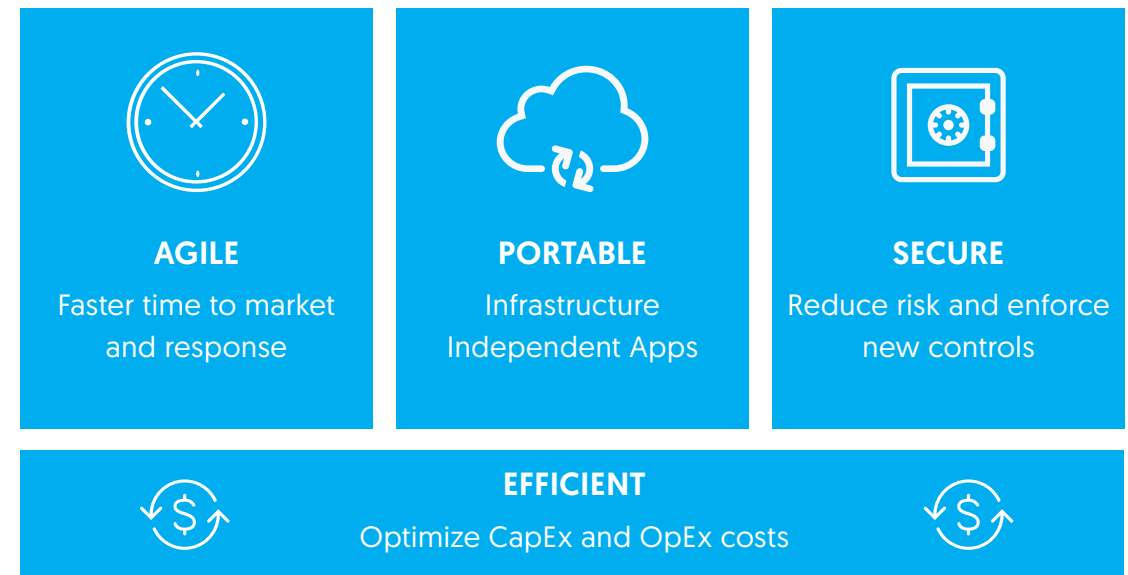 AGILE
Faster time to market
and response
PORTABLE
Infrastructure
Independent Apps
SECURE
Reduce risk and enforce
new controls
EFFICIENT
$
Optimize CapEx and OpEx costs
$